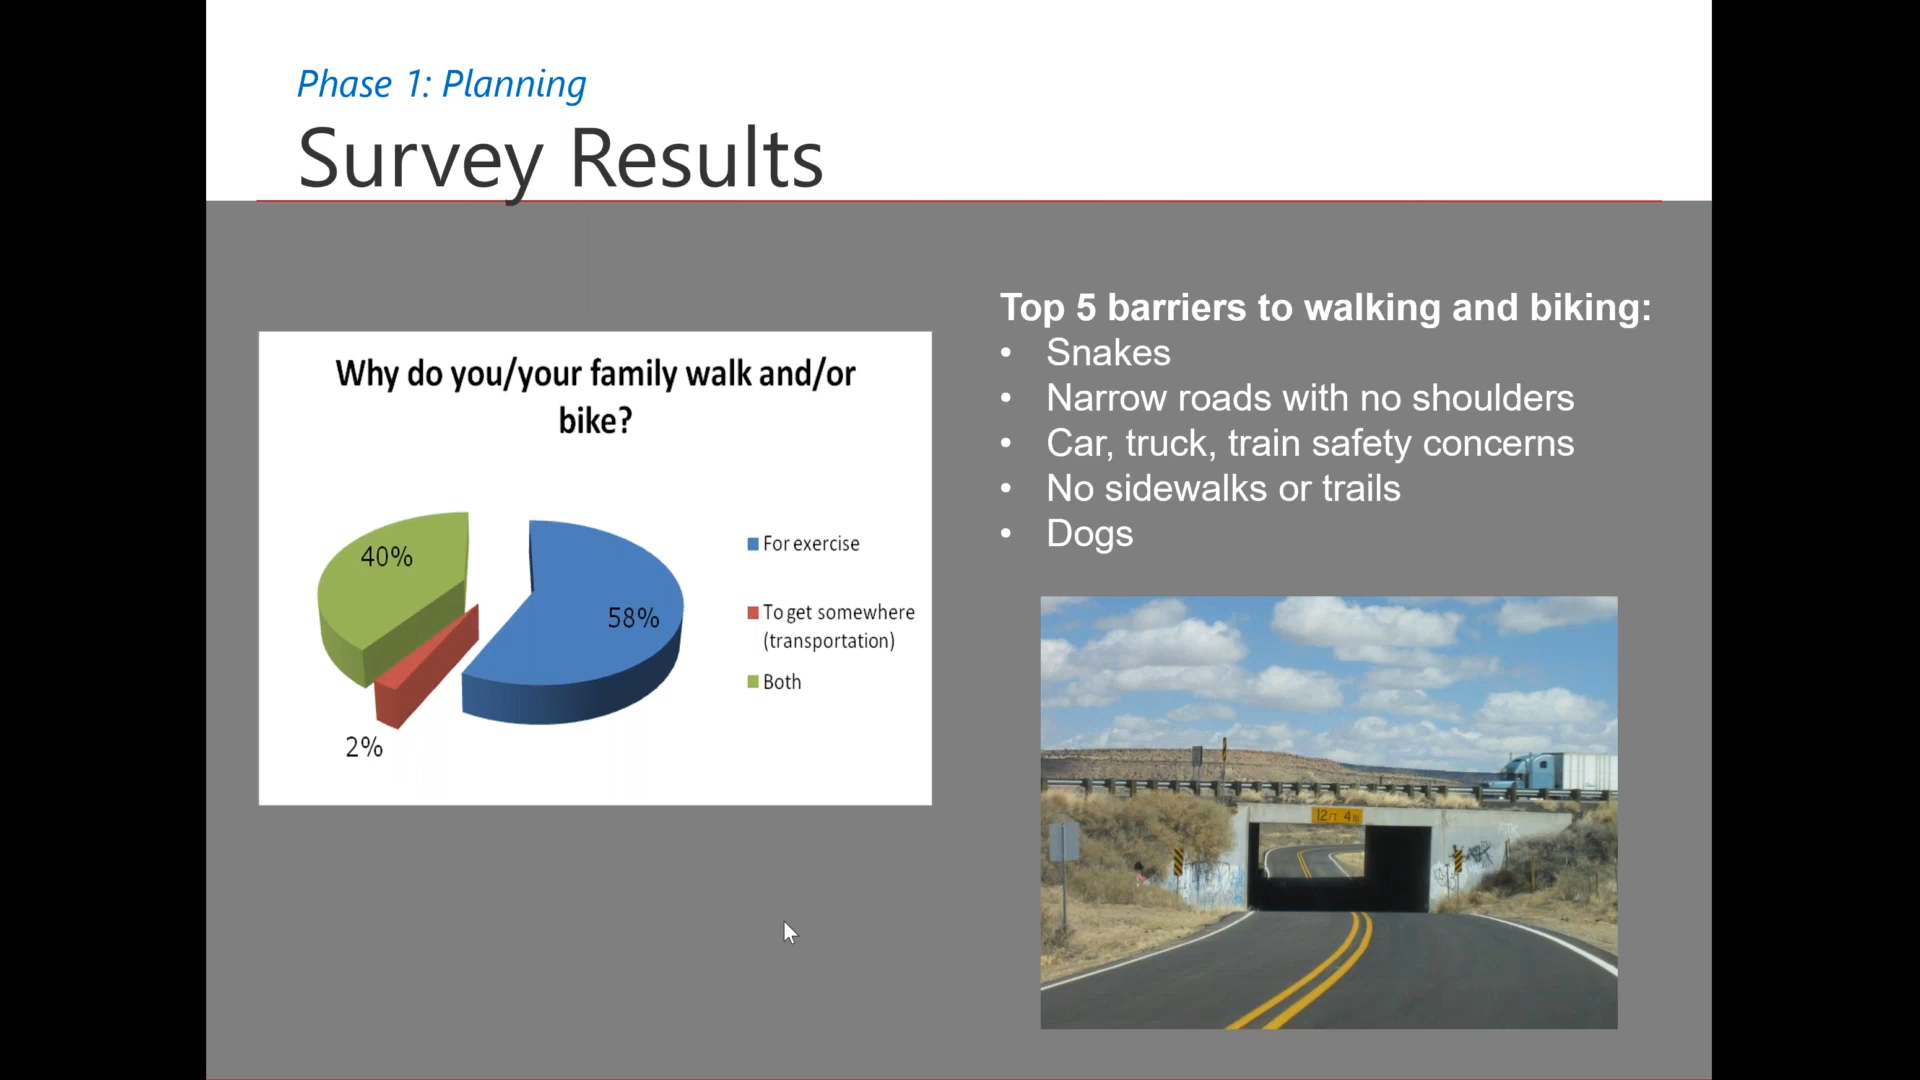 Phase 1: Planning
Survey Results
Why do you/your family walk and/or
bike?
40%
58%
2%
For exercise
To get somewhere
(transportation)
Both
Top 5 barriers to walking and biking:
• Snakes
• Narrow roads with no shoulders
• Car, truck, train safety concerns
• No sidewalks or trails
• Dogs
12FT 4IN